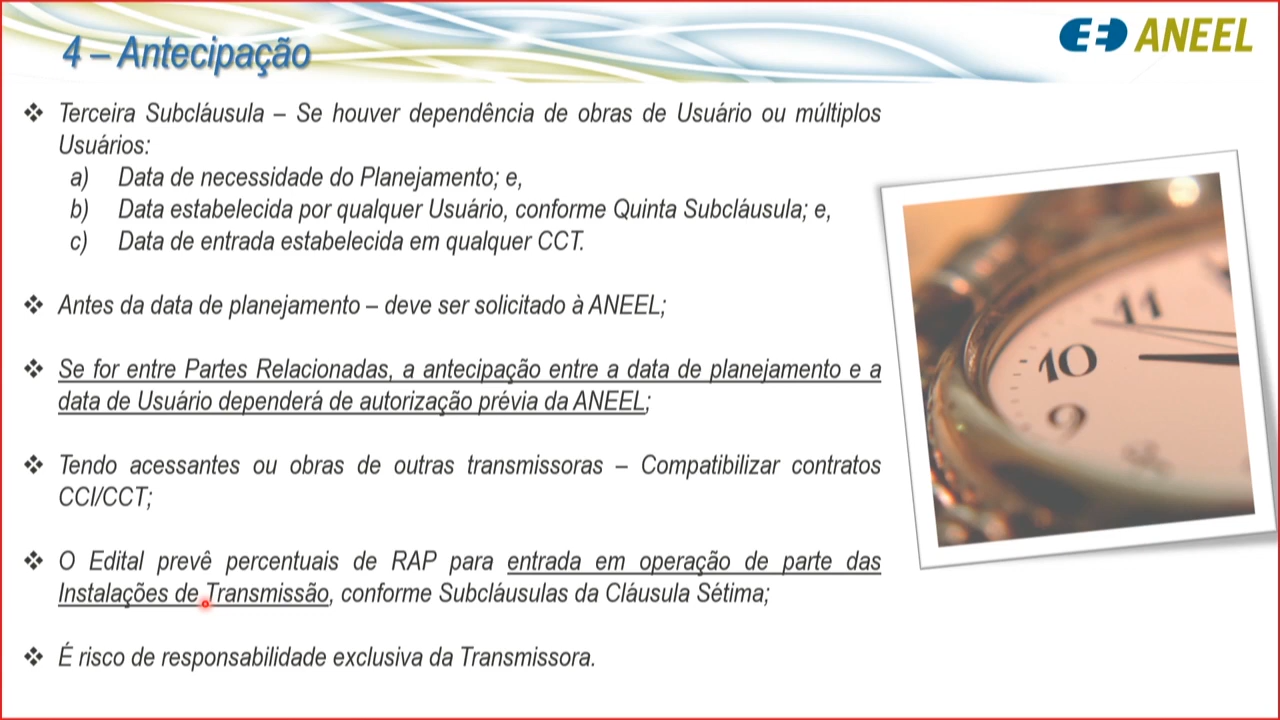 4 – Antecipação
ANEEL
❖ Terceira Subcláusula – Se houver dependência de obras de Usuário ou múltiplos
Usuários:
a) Data de necessidade do Planejamento; e,
b) Data estabelecida por qualquer Usuário, conforme Quinta Subcláusula; e,
c) Data de entrada estabelecida em qualquer CCT.
❖ Antes da data de planejamento – deve ser solicitado à ANEEL;
❖ Se for entre Partes Relacionadas, a antecipação entre a data de planejamento e a
data de Usuário dependerá de autorização prévia da ANEEL;
❖ Tendo acessantes ou obras de outras transmissoras – Compatibilizar contratos
CCI/CCT;
❖ O Edital prevê percentuais de RAP para entrada em operação de parte das
Instalações de Transmissão, conforme Subcláusulas da Cláusula Sétima;
❖ É risco de responsabilidade exclusiva da Transmissora.
11
10
9